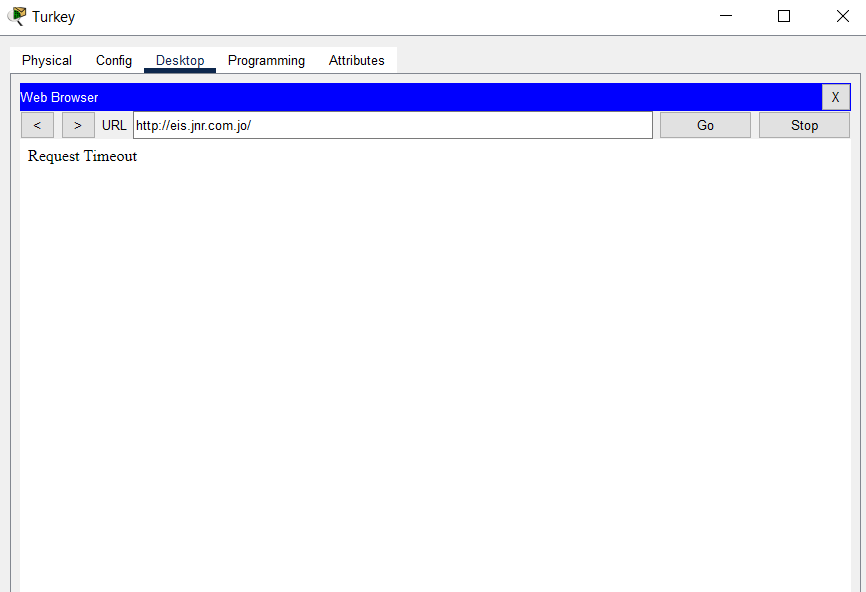 Turkey
Physical Config Desktop Programming Attributes
Web Browser X
< > URL http://eis.jnr.com.jo/ Go Stop
Request Timeout